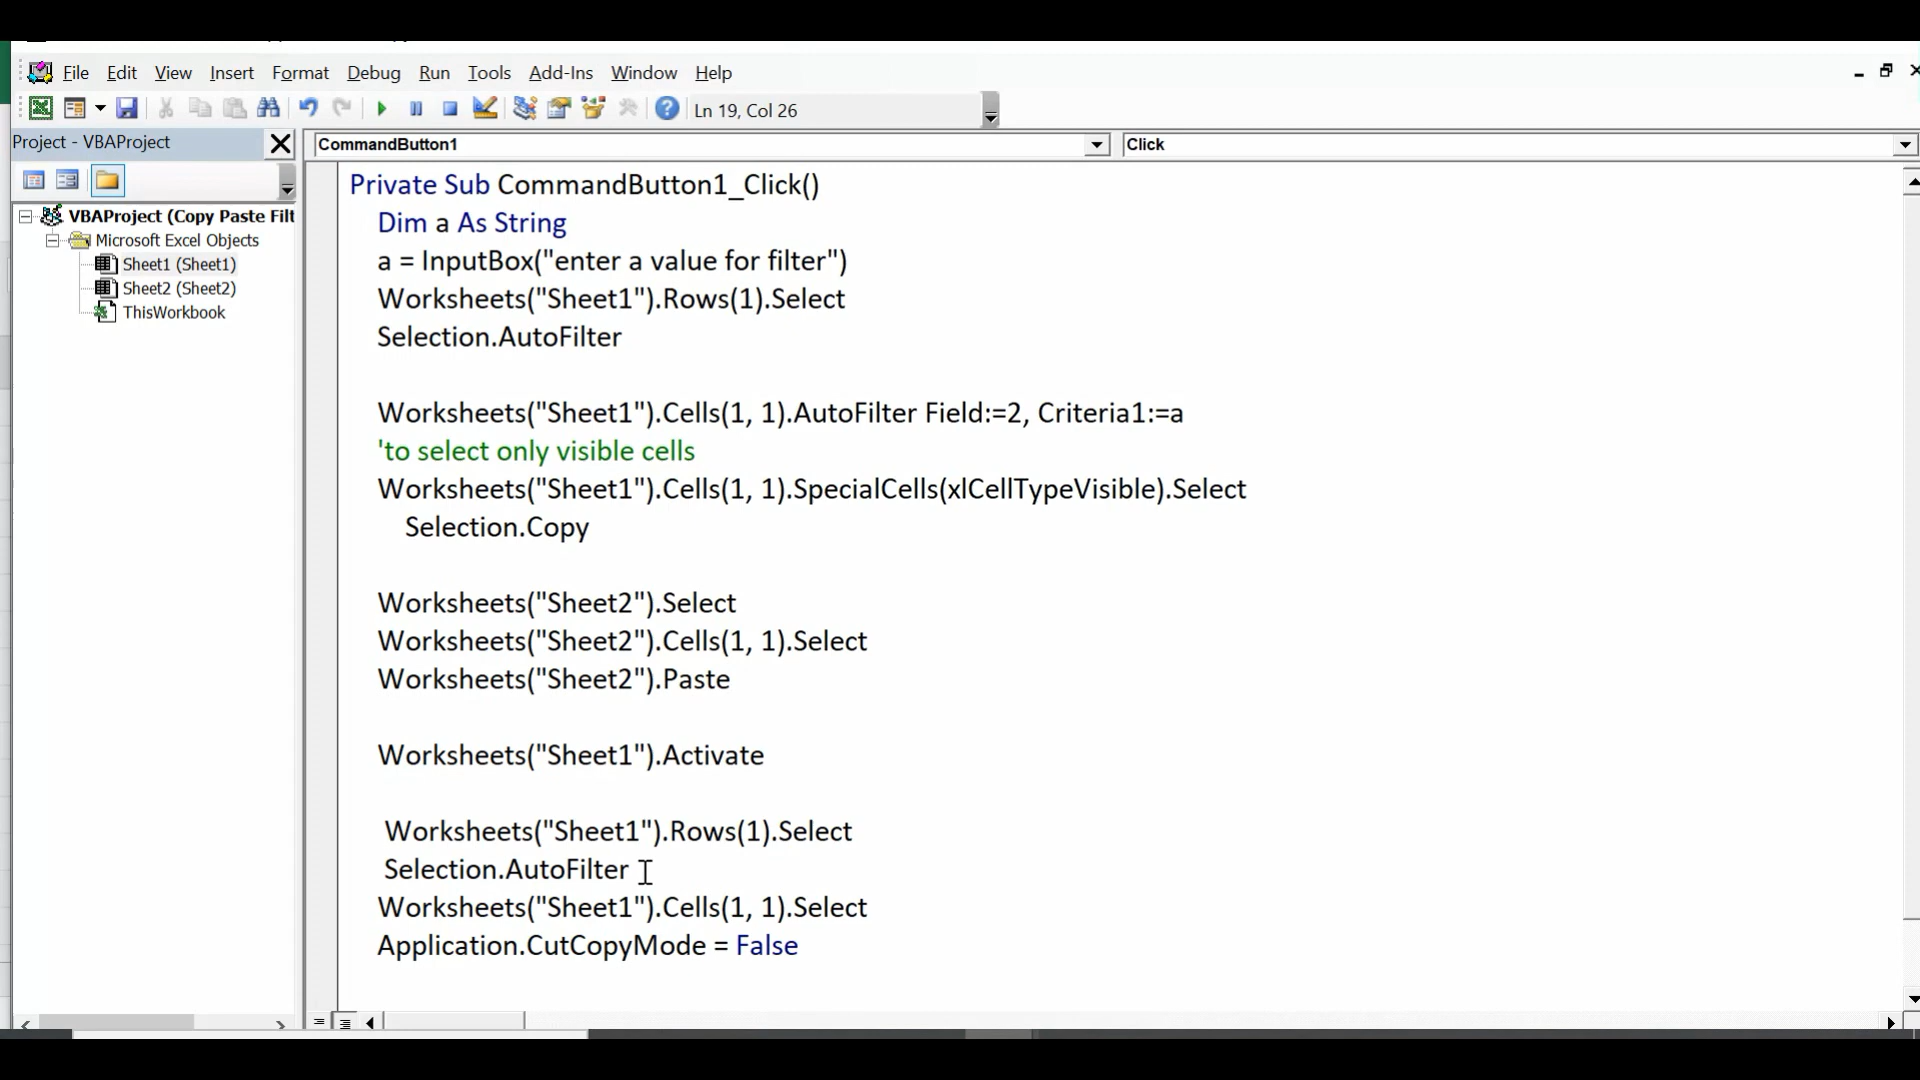 File Edit View Insert Format Debug Run Tools Add-Ins Window Help
Ln 19, Col 26
Project - VBAProject
CommandButton1
Click
VBAProject (Copy Paste Filt
Microsoft Excel Objects
Sheet1 (Sheet1)
Sheet2 (Sheet2)
ThisWorkbook
Private Sub CommandButton1_Click()
Dim a As String
a = InputBox("enter a value for filter")
Worksheets("Sheet1").Rows(1).Select
Selection.AutoFilter
Worksheets("Sheet1").Cells(1, 1).AutoFilter Field:=2, Criteria1:=a
'to select only visible cells
Worksheets("Sheet1").Cells(1, 1).SpecialCells(xlCellTypeVisible).Select
Selection.Copy
Worksheets("Sheet2").Select
Worksheets("Sheet2").Cells(1, 1).Select
Worksheets("Sheet2").Paste
Worksheets("Sheet1").Activate
Worksheets("Sheet1").Rows(1).Select
Selection.AutoFilter
Worksheets("Sheet1").Cells(1, 1).Select
Application.CutCopyMode = False